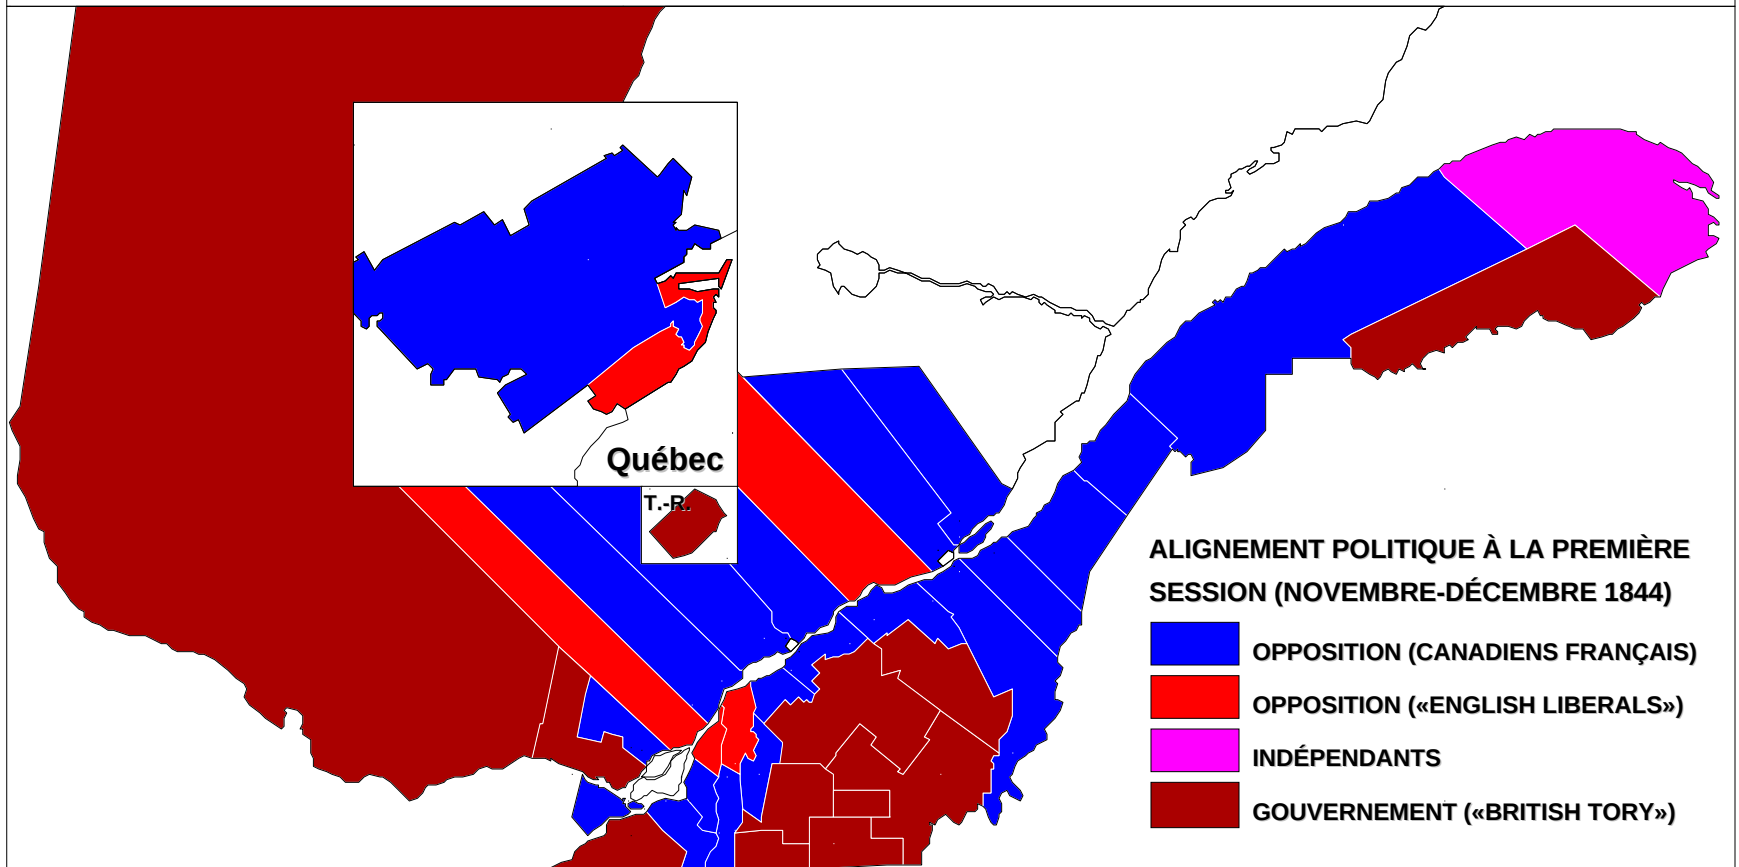 Québec
T.-R.
ALIGNEMENT POLITIQUE À LA PREMIÈRE
SESSION (NOVEMBRE-DÉCEMBRE 1844)
OPPOSITION (CANADIENS FRANÇAIS)
OPPOSITION («ENGLISH LIBERALS»)
INDÉPENDANTS
GOUVERNEMENT («BRITISH TORY»)